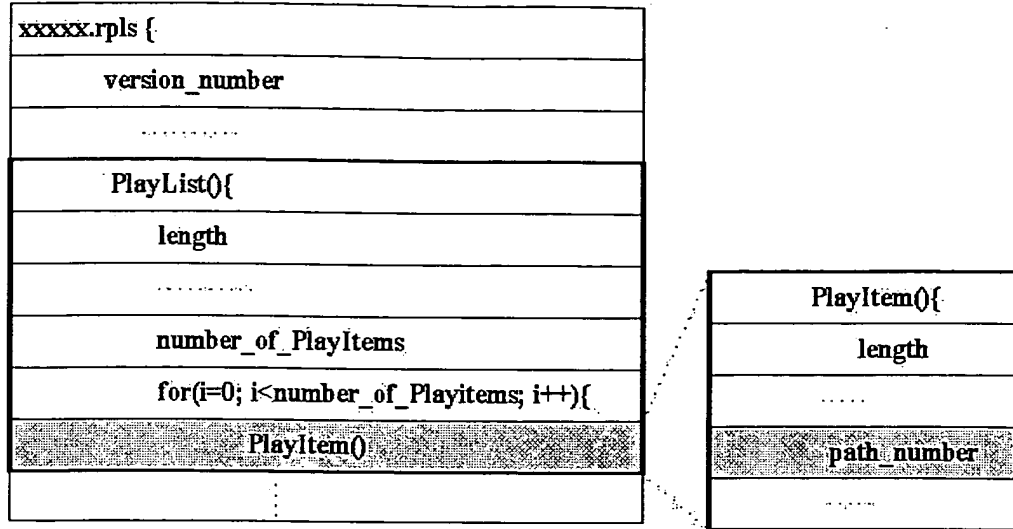 xxxxx.rpls {
version_number
...........
PlayList(){
length
...........
number_of_PlayItems
for(i=0; i<number_of_Playitems; i++){
PlayItem()
PlayItem(){
length
.....
path_number
.....